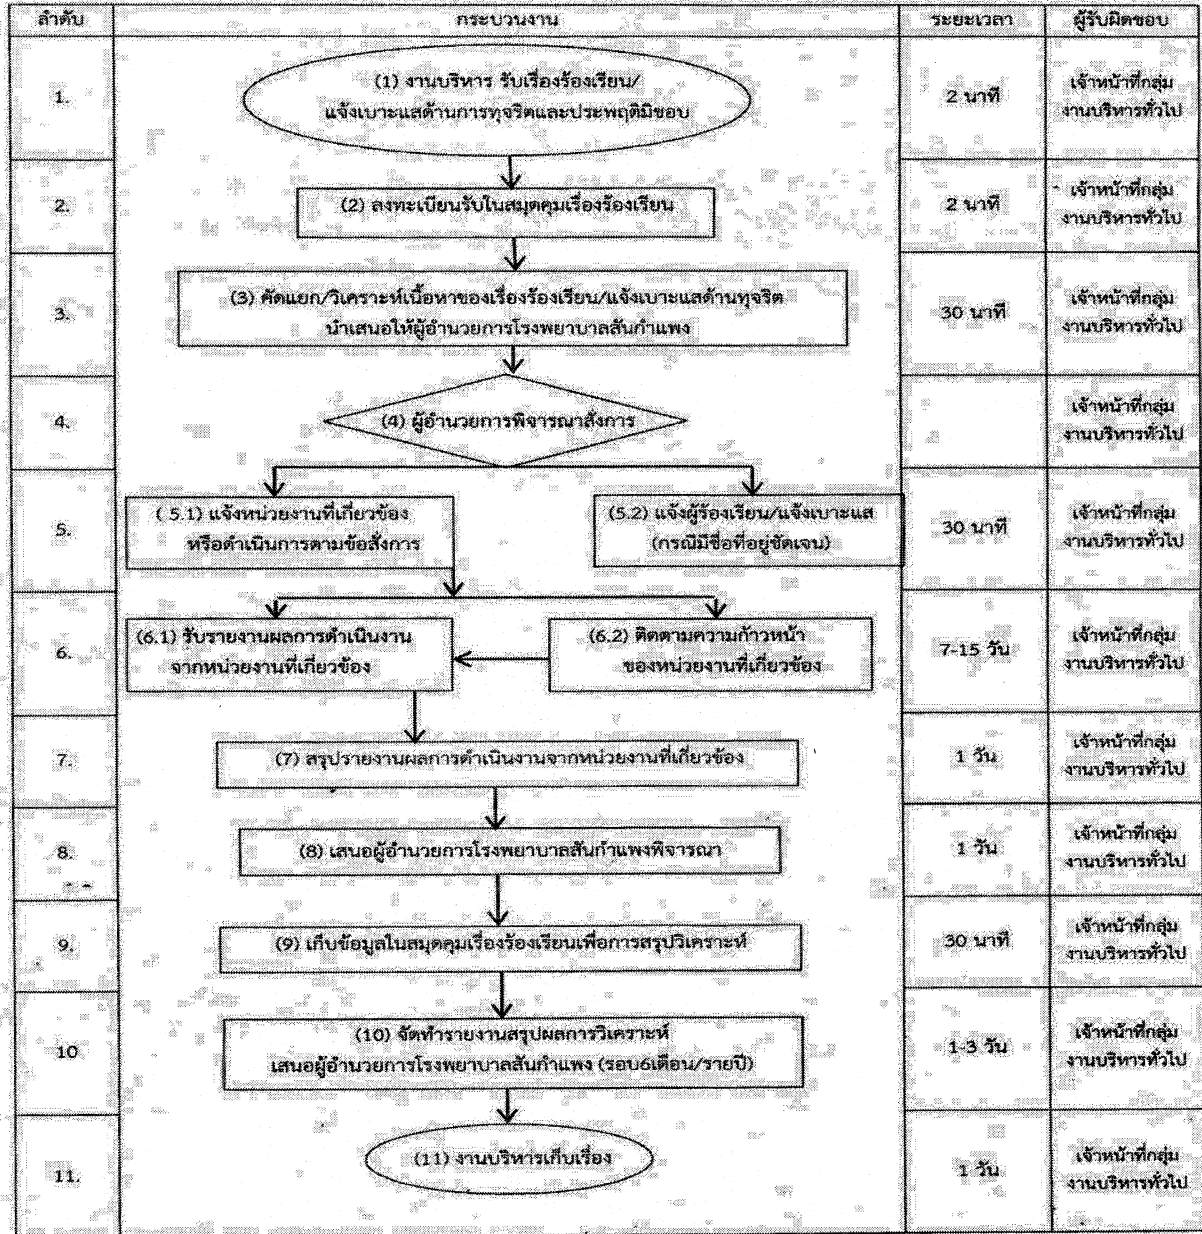 ลำดับ กระบวนงาน ระยะเวลา ผู้รับผิดชอบ
1. (1) งานบริหาร รับเรื่องร้องเรียน/ 2 นาที เจ้าหน้าที่กลุ่ม
แจ้งเบาะแสด้านการทุจริตและประพฤติมิชอบ งานบริหารทั่วไป
2. (2) ลงทะเบียนรับในสมุดคุมเรื่องร้องเรียน 2 นาที เจ้าหน้าที่กลุ่ม
งานบริหารทั่วไป
3. (3) คัดแยก/วิเคราะห์เนื้อหาของเรื่องร้องเรียน/แจ้งเบาะแสด้านทุจริต 30 นาที เจ้าหน้าที่กลุ่ม
นำเสนอให้ผู้อำนวยการโรงพยาบาลสันกำแพง งานบริหารทั่วไป
4. (4) ผู้อำนวยการพิจารณาสั่งการ เจ้าหน้าที่กลุ่ม
งานบริหารทั่วไป
5. (5.1) แจ้งหน่วยงานที่เกี่ยวข้อง (5.2) แจ้งผู้ร้องเรียน/แจ้งเบาะแส 30 นาที เจ้าหน้าที่กลุ่ม
หรือดำเนินการตามข้อสั่งการ (กรณีมีชื่อที่อยู่ชัดเจน) งานบริหารทั่วไป
6. (6.1) รับรายงานผลการดำเนินงาน (6.2) ติดตามความก้าวหน้า 7-15 วัน เจ้าหน้าที่กลุ่ม
จากหน่วยงานที่เกี่ยวข้อง ของหน่วยงานที่เกี่ยวข้อง งานบริหารทั่วไป
7. (7) สรุปรายงานผลการดำเนินงานจากหน่วยงานที่เกี่ยวข้อง 1 วัน เจ้าหน้าที่กลุ่ม
งานบริหารทั่วไป
8. (8) เสนอผู้อำนวยการโรงพยาบาลสันกำแพงพิจารณา 1 วัน เจ้าหน้าที่กลุ่ม
งานบริหารทั่วไป
9. (9) เก็บข้อมูลในสมุดคุมเรื่องร้องเรียนเพื่อการสรุปวิเคราะห์ 30 นาที เจ้าหน้าที่กลุ่ม
งานบริหารทั่วไป
10 (10) จัดทำรายงานสรุปผลการวิเคราะห์ 1-3 วัน เจ้าหน้าที่กลุ่ม
เสนอผู้อำนวยการโรงพยาบาลสันกำแพง (รอบ6เดือน/รายปี) งานบริหารทั่วไป
11. (11) งานบริหารเก็บเรื่อง 1 วัน เจ้าหน้าที่กลุ่ม
งานบริหารทั่วไป